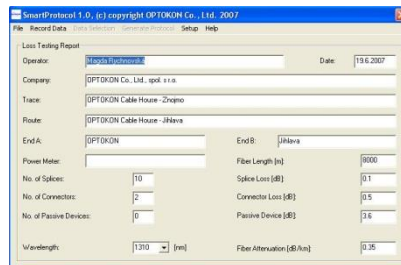 SmartProtocol 1.0, (c) copyright OPTOKON Co., Ltd. 2007
File Record Data Data Selection Generate Protocol Setup Help
Loss Testing Report
Operator: Magda Rychnovská Date: 19.6.2007
Company: OPTOKON Co., Ltd., spol. s r.o.
Trace: OPTOKON Cable House - Znojmo
Route: OPTOKON Cable House - Jihlava
End A: OPTOKON End B: Jihlava
Power Meter: Fiber Length [m]: 8000
No. of Splices: 10 Splice Loss [dB]: 0.1
No. of Connectors: 2 Connector Loss [dB]: 0.5
No. of Passive Devices: 0 Passive Device [dB]: 3.6
Wavelength: 1310 [nm] Fiber Attenuation [dB/km]: 0.35